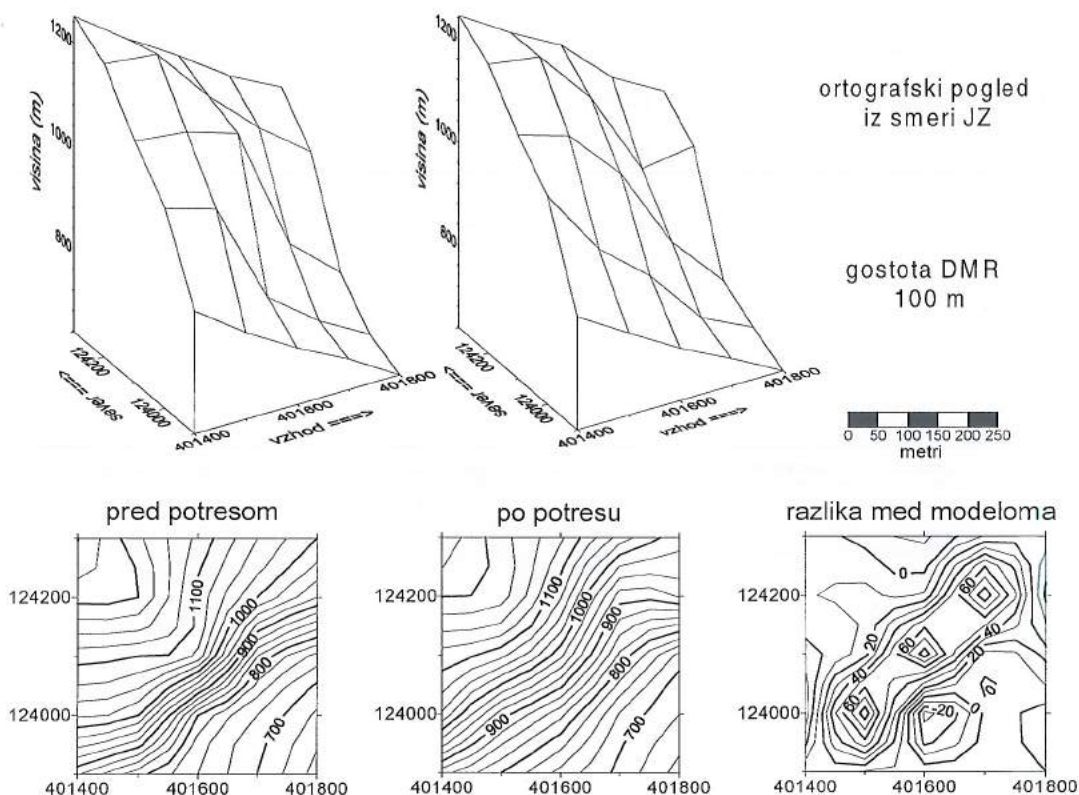 1200
1000
800
višina (m)
124200
124000
<=== sever
401400
401600
401800
vzhod ===>
1200
1000
800
višina (m)
124200
124000
<=== sever
401400
401600
401800
vzhod ===>
ortografski pogled
iz smeri JZ
gostota DMR
100 m
0 50 100 150 200 250
metri
pred potresom
124200
124000
1100
1000
900
800
700
401400 401600 401800
po potresu
124200
124000
1100
1000
900
800
900
700
401400 401600 401800
razlika med modeloma
124200
124000
0
60
20
60
40
40
20
60
-20
0
0
401400 401600 401800